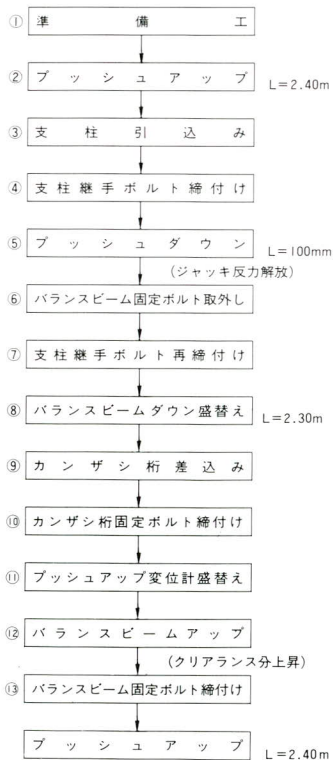 ① 準備工
② プッシュアップ L=2.40m
③ 支柱引込み
④ 支柱継手ボルト締付け
⑤ プッシュダウン L=100mm
(ジャッキ反力解放)
⑥ バランスビーム固定ボルト取外し
⑦ 支柱継手ボルト再締付け
⑧ バランスビームダウン盛替え L=2.30m
⑨ カンザシ桁差込み
⑩ カンザシ桁固定ボルト締付け
⑪ プッシュアップ変位計盛替え
⑫ バランスビームアップ
(クリアランス分上昇)
⑬ バランスビーム固定ボルト締付け
プッシュアップ L=2.40m